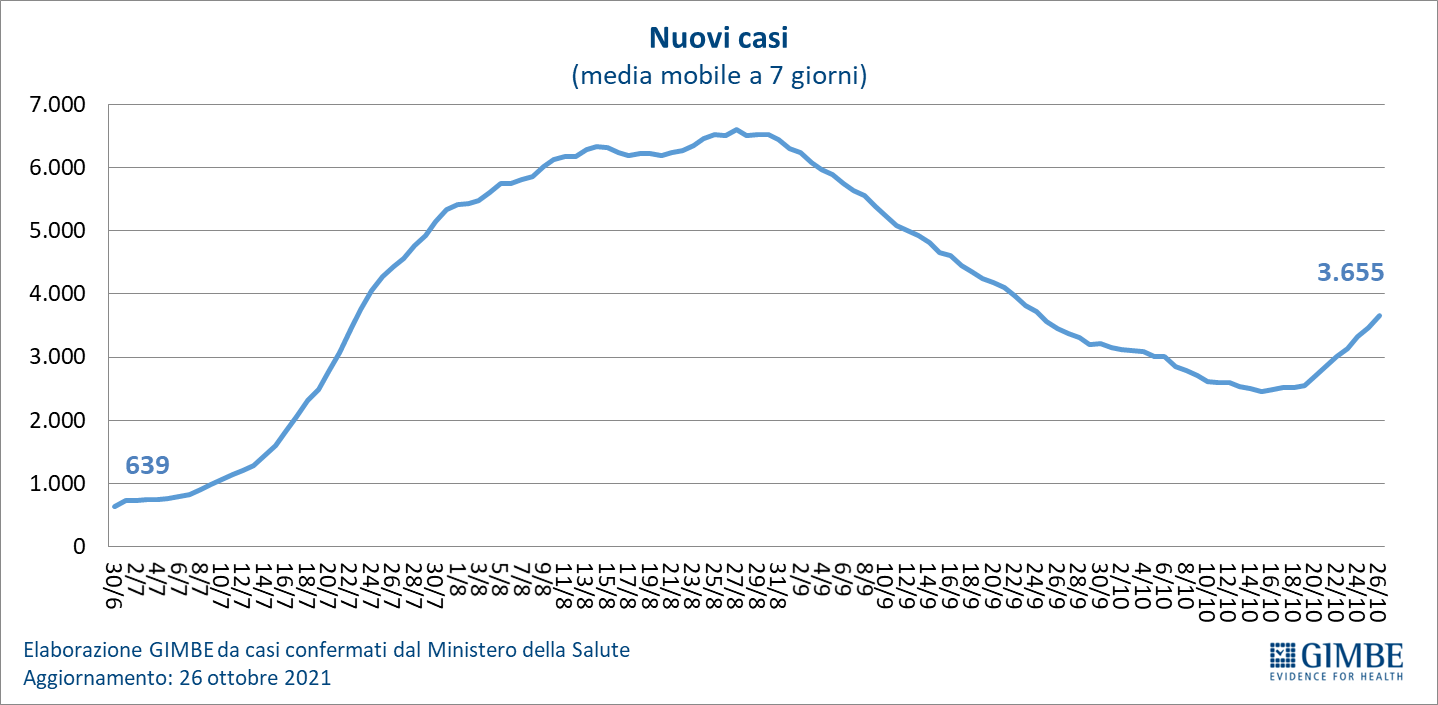 Nuovi casi
(media mobile a 7 giorni)
7.000
6.000
5.000
4.000
3.000
2.000
1.000
0
639
3.655
30/6 2/7 4/7 6/7 8/7 10/7 12/7 14/7 16/7 18/7 20/7 22/7 24/7 26/7 28/7 30/7 1/8 3/8 5/8 7/8 9/8 11/8 13/8 15/8 17/8 19/8 21/8 23/8 25/8 27/8 29/8 31/8 2/9 4/9 6/9 8/9 10/9 12/9 14/9 16/9 18/9 20/9 22/9 24/9 26/9 28/9 30/9 2/10 4/10 6/10 8/10 10/10 12/10 14/10 16/10 18/10 20/10 22/10 24/10 26/10
Elaborazione GIMBE da casi confermati dal Ministero della Salute
Aggiornamento: 26 ottobre 2021
GIMBE
EVIDENCE FOR HEALTH